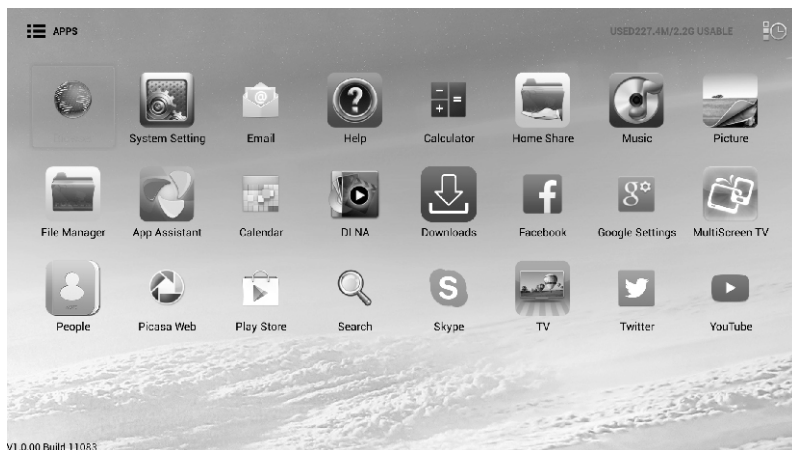 APPS
USED227.4M/2.2G USABLE
System Setting
Email
Help
Calculator
Home Share
Music
Picture
File Manager
App Assistant
Calendar
DLNA
Downloads
Facebook
Google Settings
MultiScreen TV
People
Picasa Web
Play Store
Search
Skype
TV
Twitter
YouTube
V1.0.00 Build 11083